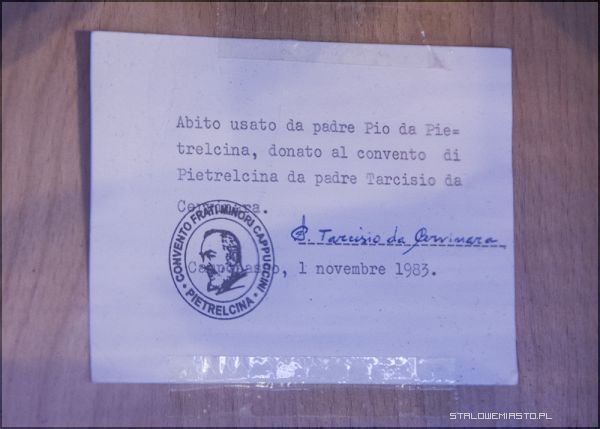 Abito usato da padre Pio da Pie=
trelcina, donato al convento di
Pietrelcina da padre Tarcisio da
Cervinara.
P. Tarcisio da Cervinara
Campobasso, 1 novembre 1983.
CONVENTO FRATI MINORI CAPPUCCINI
• PIETRELCINA •
STALOWEMIASTO.PL